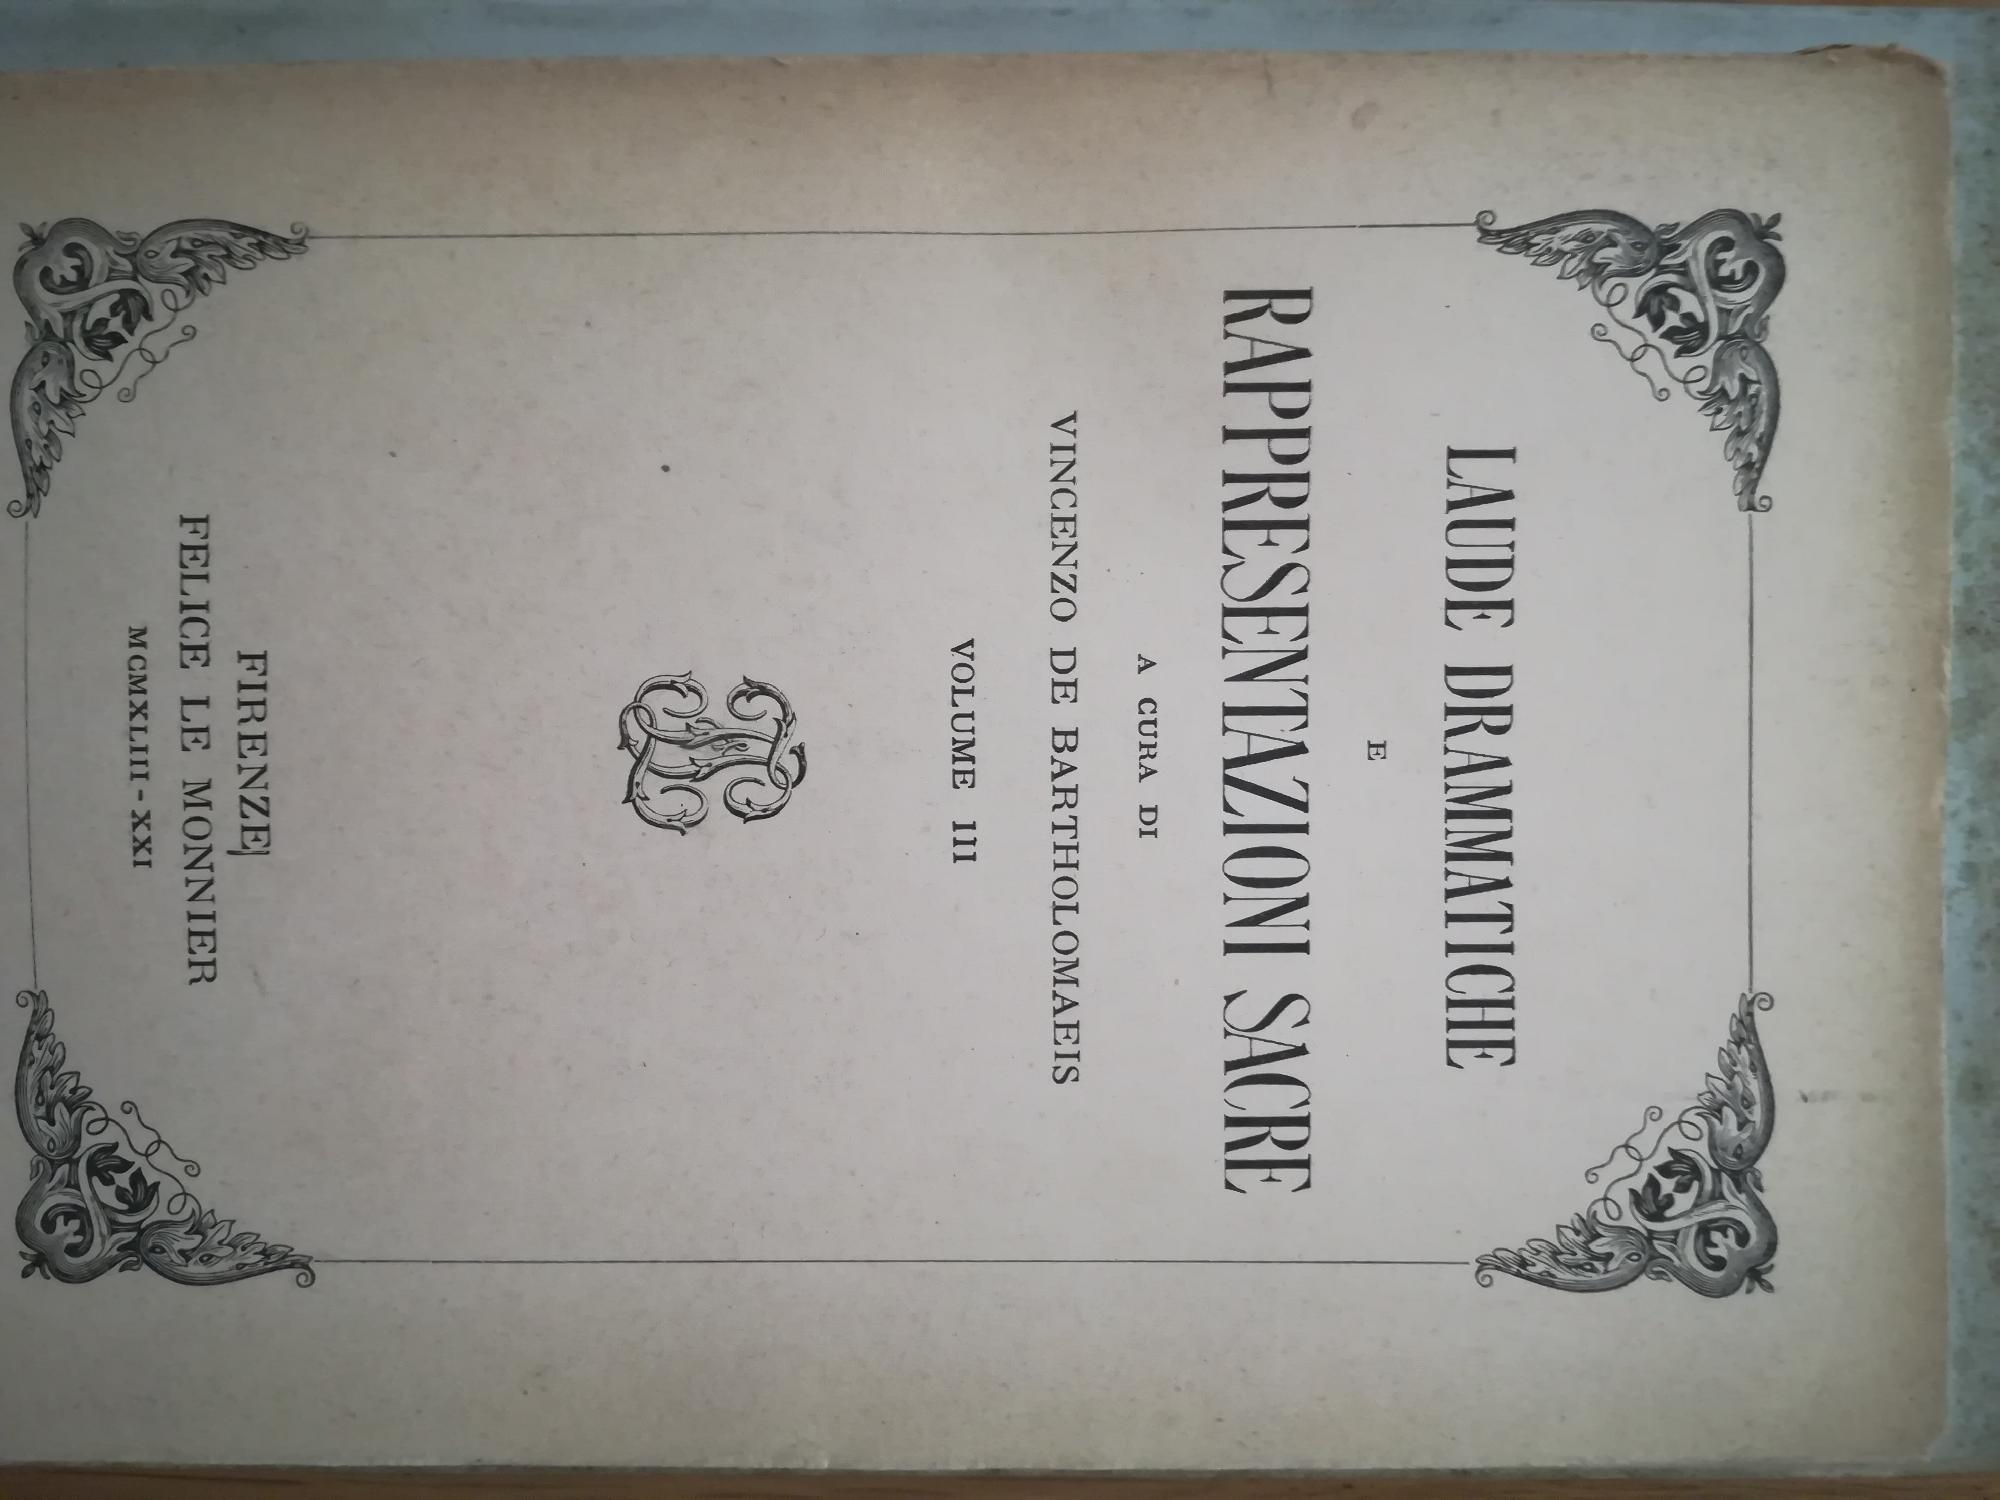 LAUDE DRAMMATICHE
E
RAPPRESENTAZIONI SACRE
A CURA DI
VINCENZO DE BARTHOLOMAEIS
VOLUME III
FIRENZE
FELICE LE MONNIER
MCMXLIII - XXI